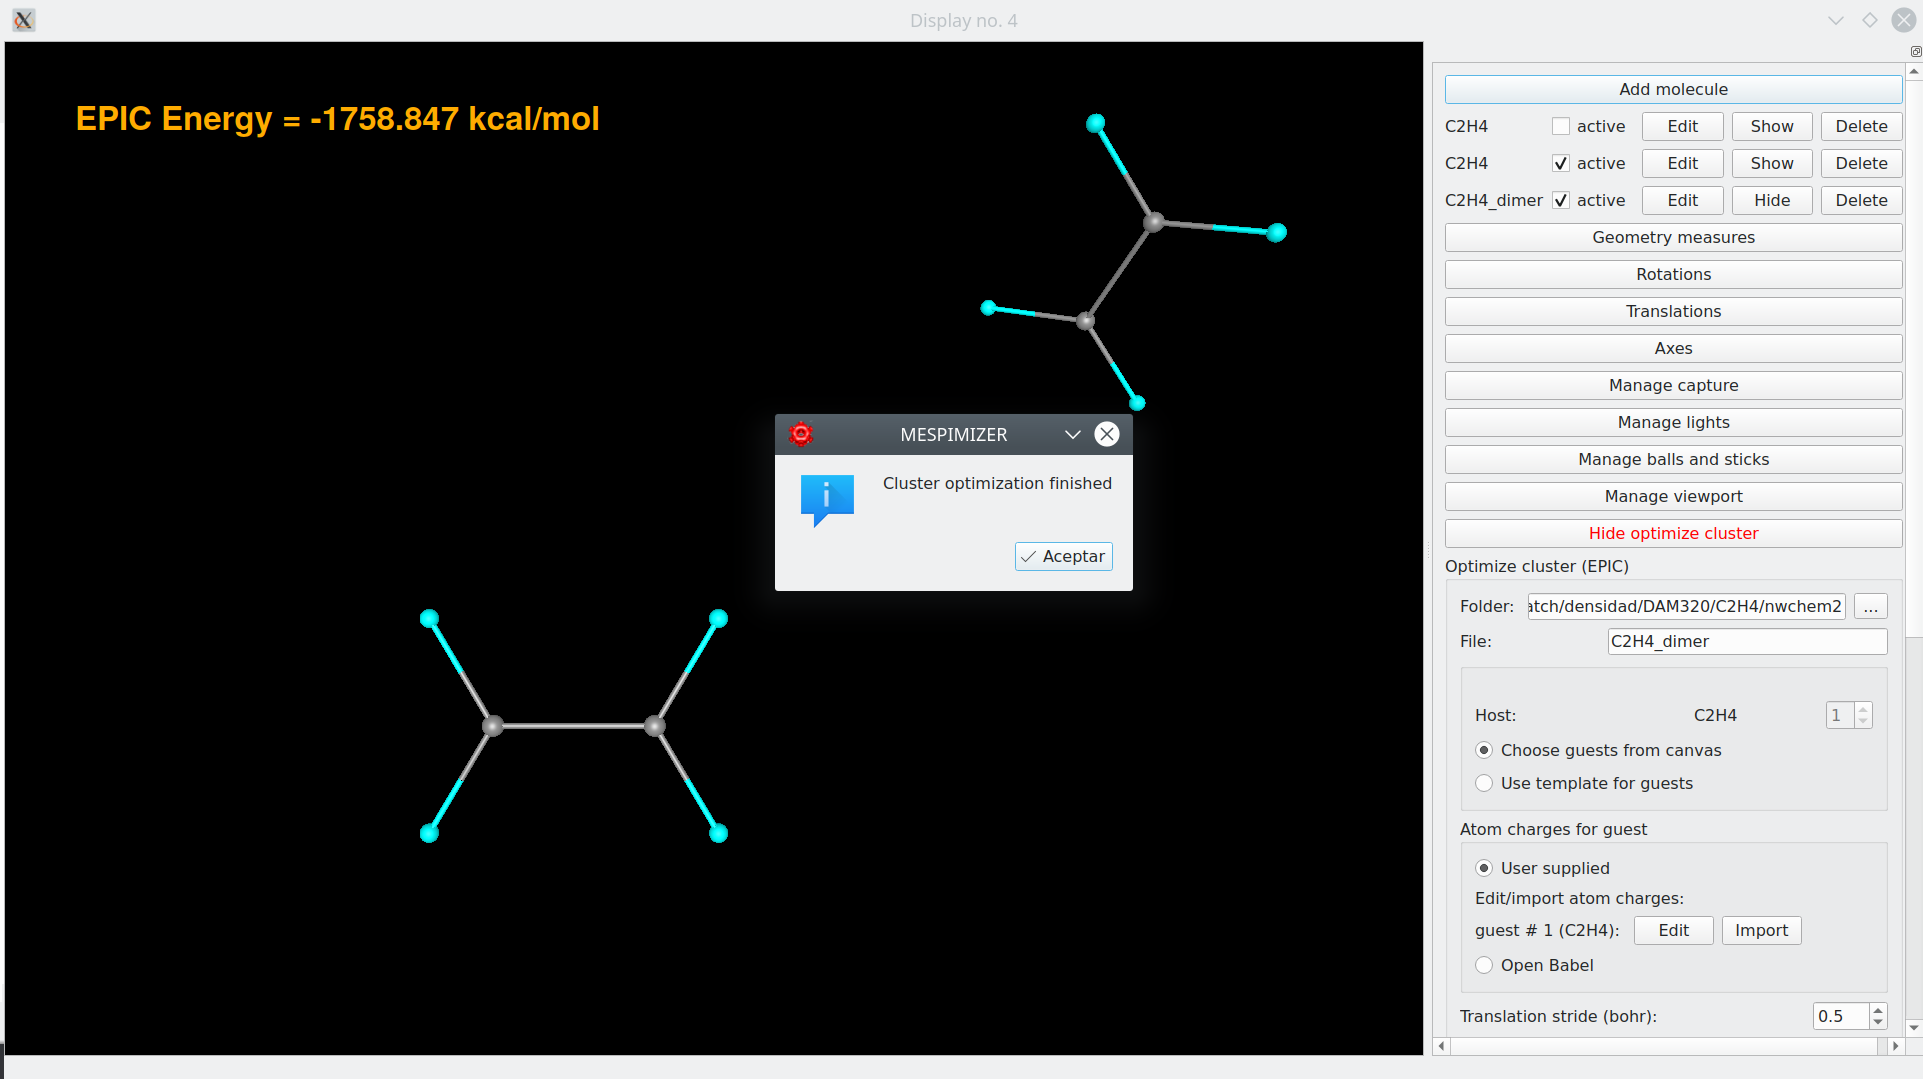 Display no. 4
EPIC Energy = -1758.847 kcal/mol
MESPIMIZER
Cluster optimization finished
Aceptar
Add molecule
C2H4 active Edit Show Delete
C2H4 active Edit Show Delete
C2H4_dimer active Edit Hide Delete
Geometry measures
Rotations
Translations
Axes
Manage capture
Manage lights
Manage balls and sticks
Manage viewport
Hide optimize cluster
Optimize cluster (EPIC)
Folder: atch/densidad/DAM320/C2H4/nwchem2 ...
File: C2H4_dimer
Host: C2H4 1
Choose guests from canvas
Use template for guests
Atom charges for guest
User supplied
Edit/import atom charges:
guest # 1 (C2H4): Edit Import
Open Babel
Translation stride (bohr): 0.5